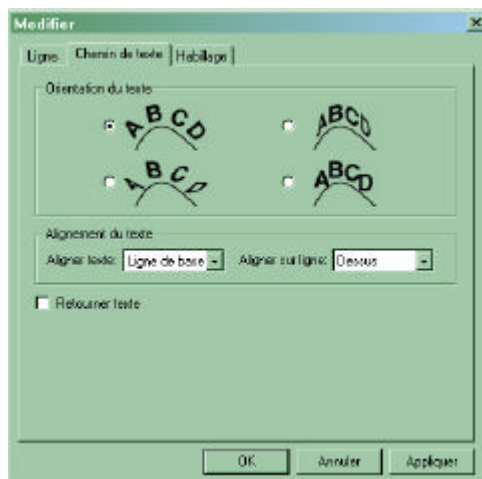 Modifier
Ligne Chemin de texte Habillage
Orientation du texte
ABCD ABCD
ABCD ABCD
Alignement du texte
Aligner texte: Ligne de base Aligner sur ligne: Dessus
Retourner texte
OK Annuler Appliquer